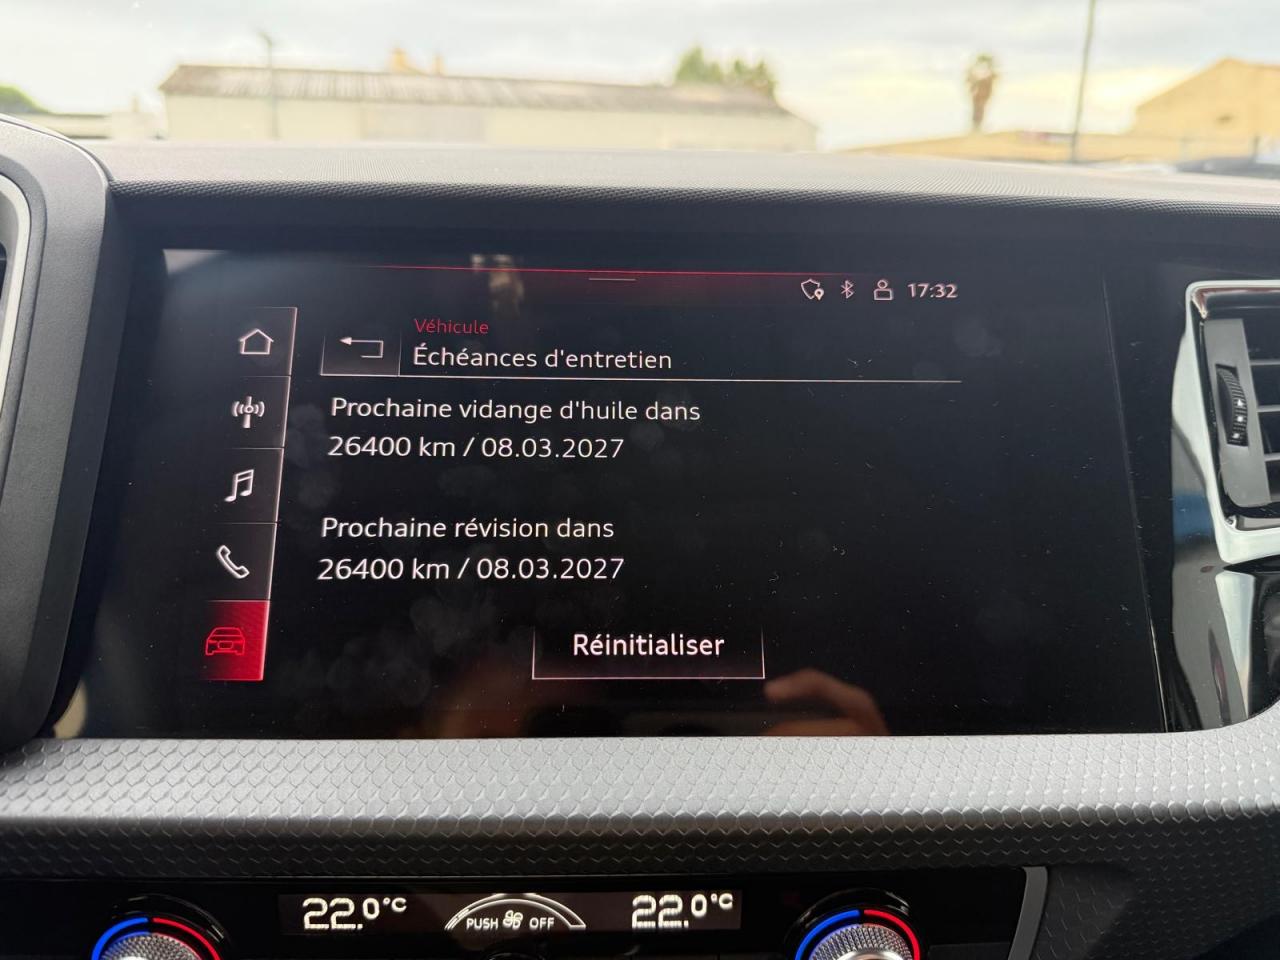 17:32
Véhicule
Échéances d'entretien
Prochaine vidange d'huile dans
26400 km / 08.03.2027
Prochaine révision dans
26400 km / 08.03.2027
Réinitialiser
22.0°C
PUSH OFF
22.0°C